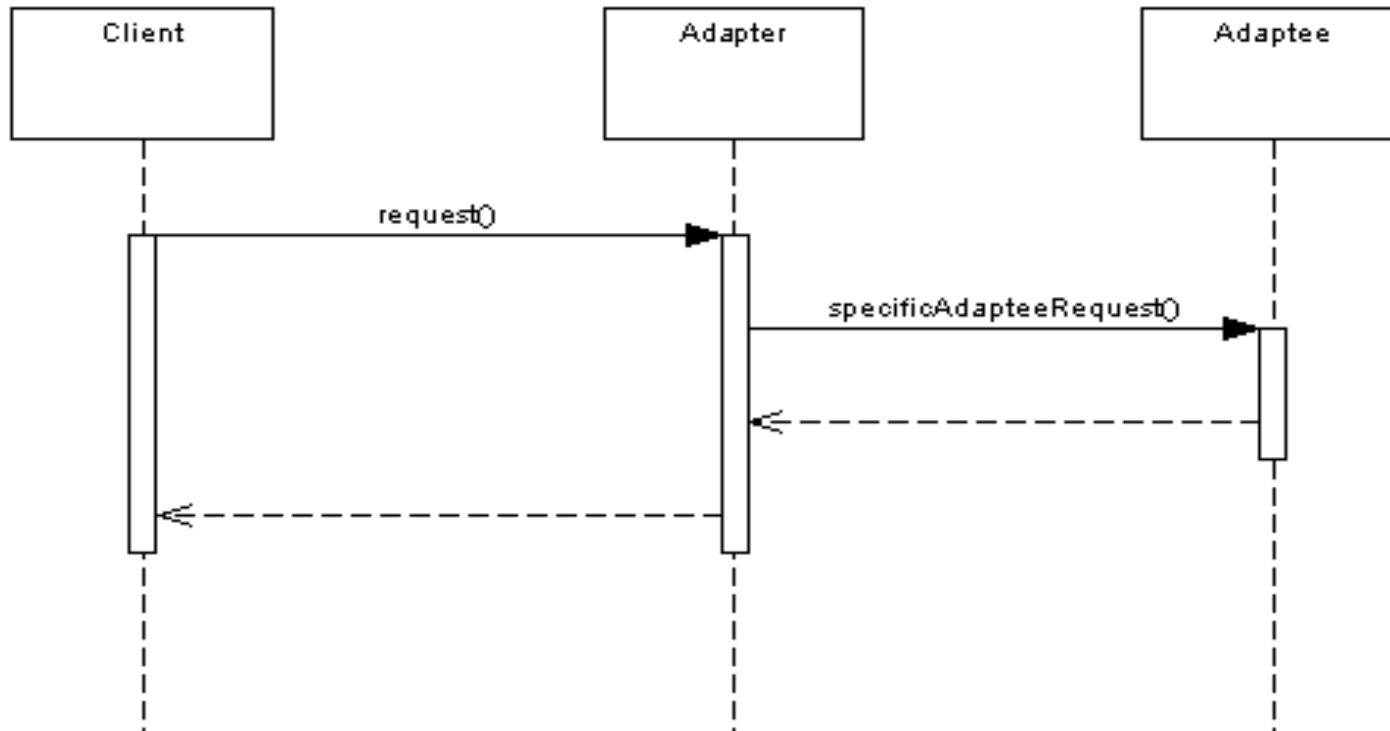 Client
Adapter
Adaptee
request()
specificAdapteeRequest()